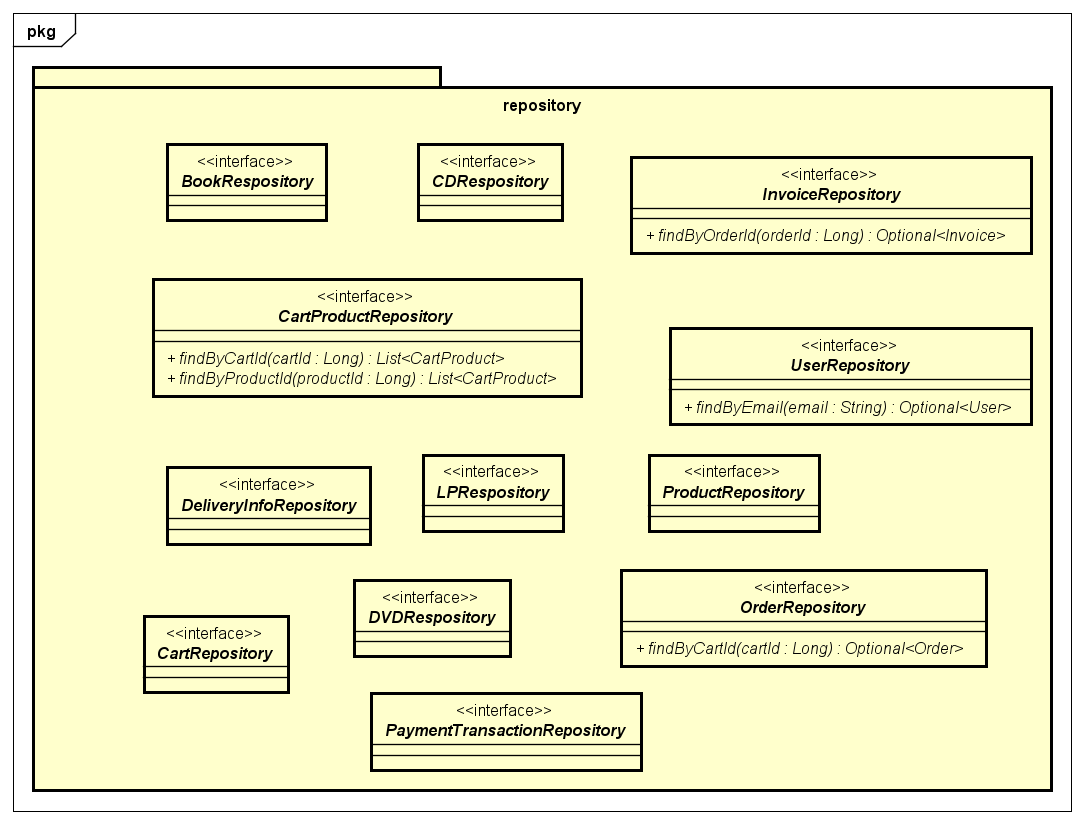 pkg
repository
<<interface>>
BookRespository
<<interface>>
CDRespository
<<interface>>
InvoiceRepository
+ findByOrderId(orderId : Long) : Optional<Invoice>
<<interface>>
CartProductRepository
+ findByCartId(cartId : Long) : List<CartProduct>
+ findByProductId(productId : Long) : List<CartProduct>
<<interface>>
UserRepository
+ findByEmail(email : String) : Optional<User>
<<interface>>
DeliveryInfoRepository
<<interface>>
LPRespository
<<interface>>
ProductRepository
<<interface>>
DVDRespository
<<interface>>
OrderRepository
+ findByCartId(cartId : Long) : Optional<Order>
<<interface>>
CartRepository
<<interface>>
PaymentTransactionRepository